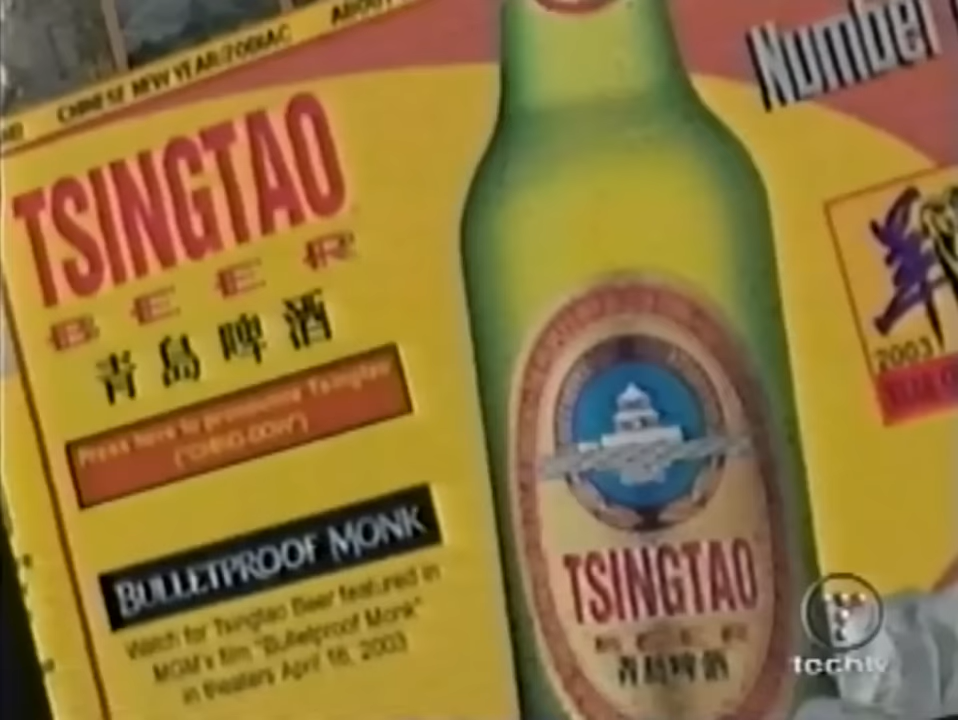 CHINESE NEW YEAR/ZODIAC ABOUT
Number
TSINGTAO
BEER
青島啤酒
Press here to pronounce Tsingtao
("CHING-DOW")
BULLETPROOF MONK
Watch for Tsingtao Beer featured in
MGM's film "Bulletproof Monk"
in theaters April 16, 2003
TSINGTAO
青島啤酒
2003
techtv